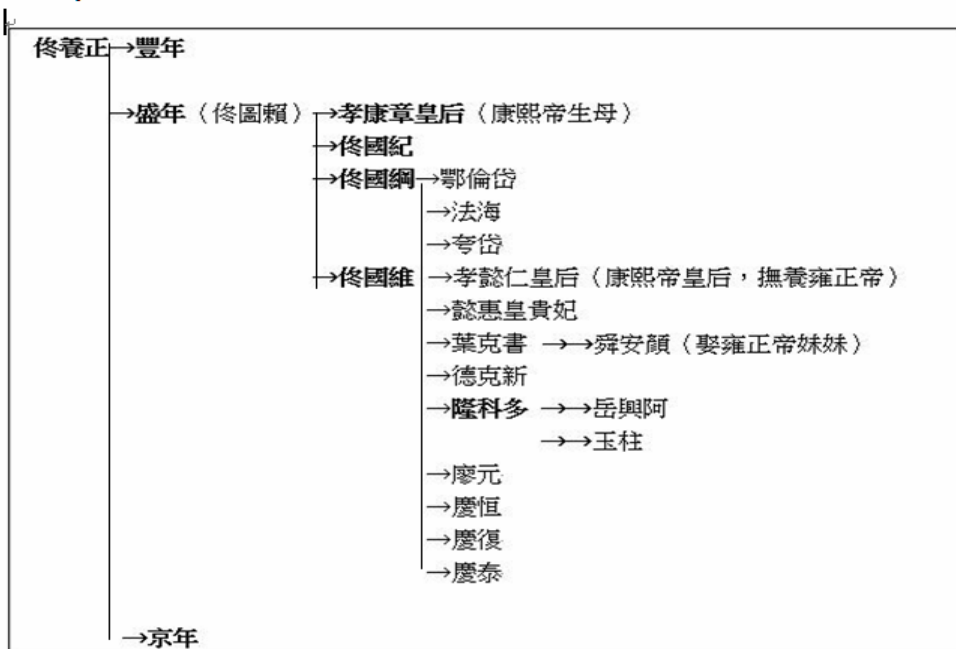 佟養正→豐年
→盛年（佟圖賴）→孝康章皇后（康熙帝生母）
→佟國紀
→佟國綱→鄂倫岱
→法海
→夸岱
→佟國維 →孝懿仁皇后（康熙帝皇后，撫養雍正帝）
→懿惠皇貴妃
→葉克書 →→舜安顏（娶雍正帝妹妹）
→德克新
→隆科多 →→岳興阿
→→玉柱
→廖元
→慶恒
→慶復
→慶泰
→京年